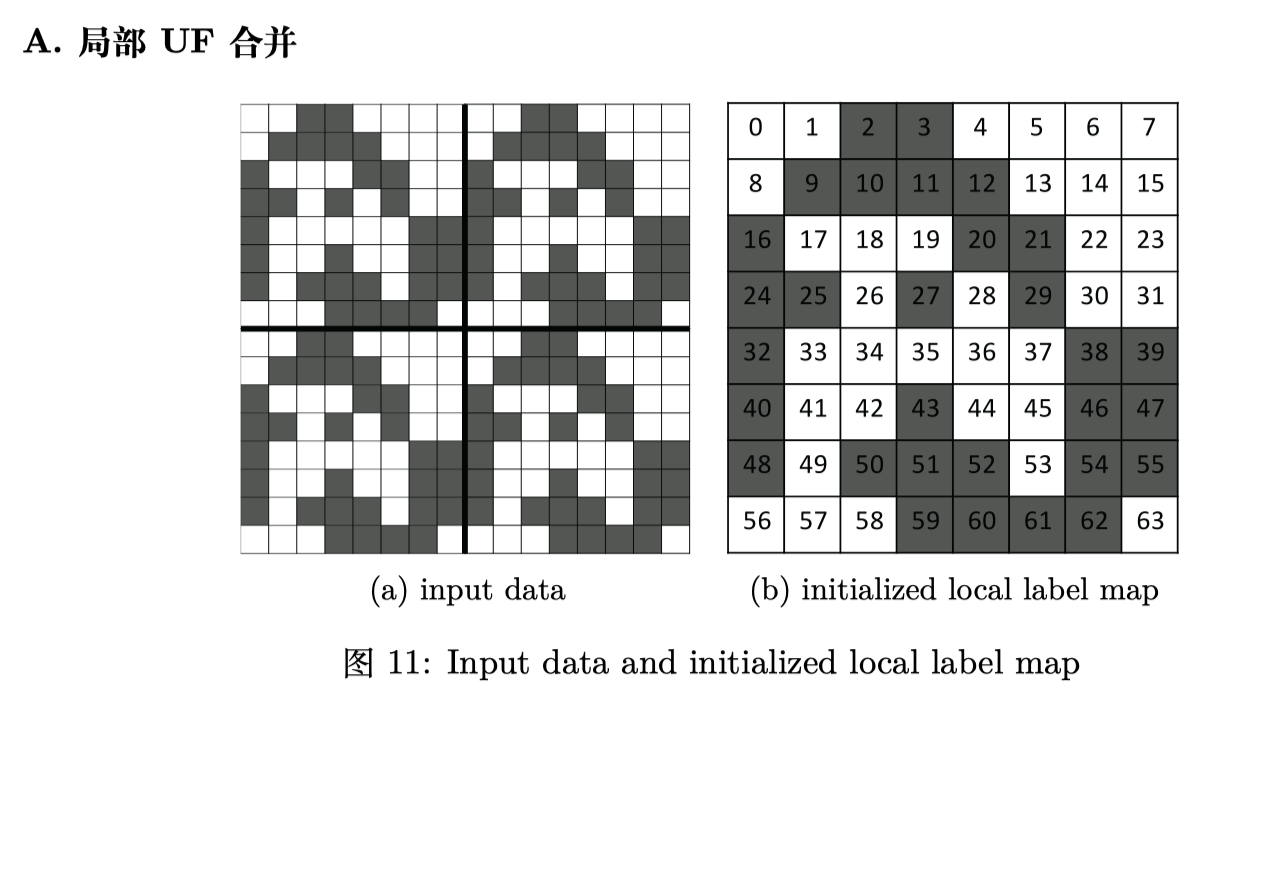 A. 局部 UF 合并
0 1 2 3 4 5 6 7
8 9 10 11 12 13 14 15
16 17 18 19 20 21 22 23
24 25 26 27 28 29 30 31
32 33 34 35 36 37 38 39
40 41 42 43 44 45 46 47
48 49 50 51 52 53 54 55
56 57 58 59 60 61 62 63
(a) input data
(b) initialized local label map
图 11: Input data and initialized local label map